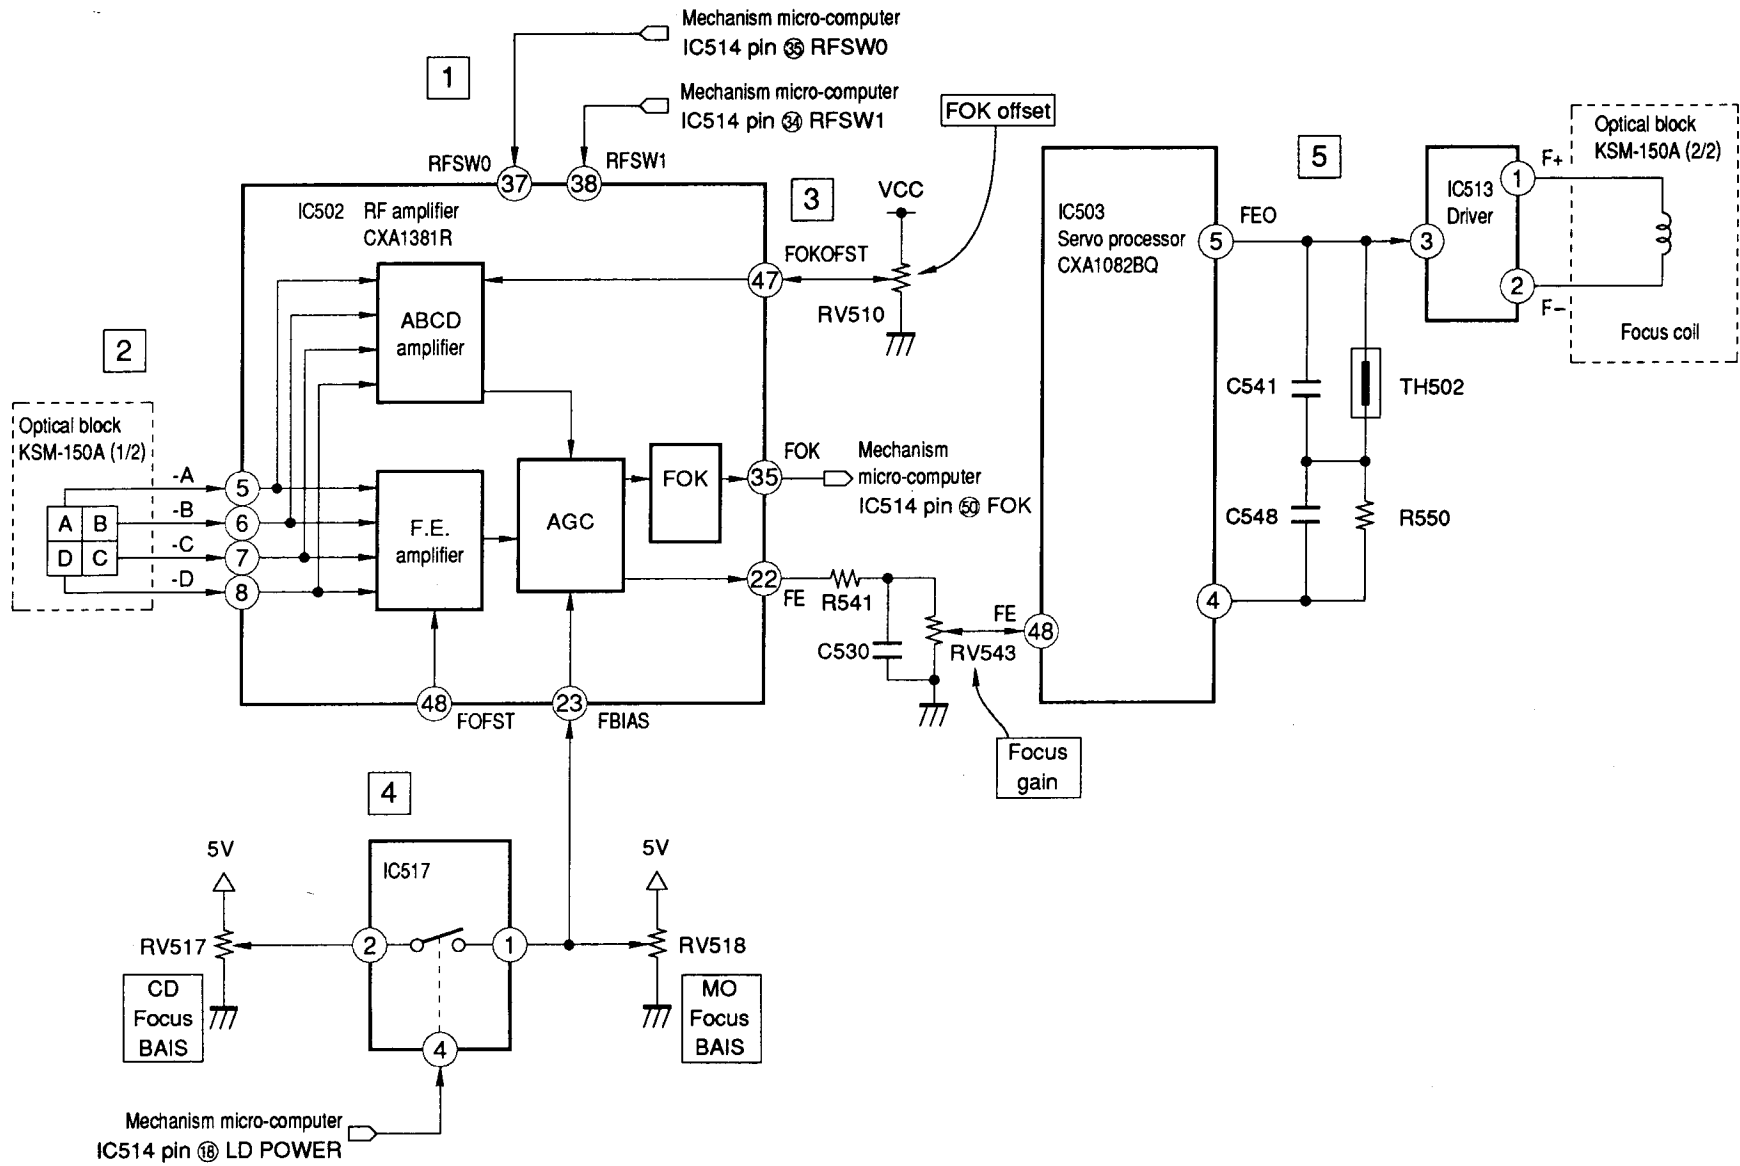 Mechanism micro-computer
IC514 pin ㉟ RFSW0
1
Mechanism micro-computer
IC514 pin ㉞ RFSW1
FOK offset
RFSW0
RFSW1
37
38
IC502 RF amplifier
CXA1381R
3
VCC
FOKOFST
47
RV510
ABCD
amplifier
2
Optical block
KSM-150A (1/2)
A B
D C
-A
-B
-C
-D
5
6
7
8
F.E.
amplifier
AGC
FOK
FOK
35
Mechanism
micro-computer
IC514 pin ㊿ FOK
22
FE
R541
C530
RV543
FE
48
Focus
gain
48
FOFST
23
FBIAS
IC503
Servo processor
CXA1082BQ
5
FEO
4
5
C541
TH502
C548
R550
IC513
Driver
3
1
2
F+
F-
Optical block
KSM-150A (2/2)
Focus coil
4
5V
RV517
CD
Focus
BAIS
IC517
2
1
4
5V
RV518
MO
Focus
BAIS
Mechanism micro-computer
IC514 pin ⑱ LD POWER